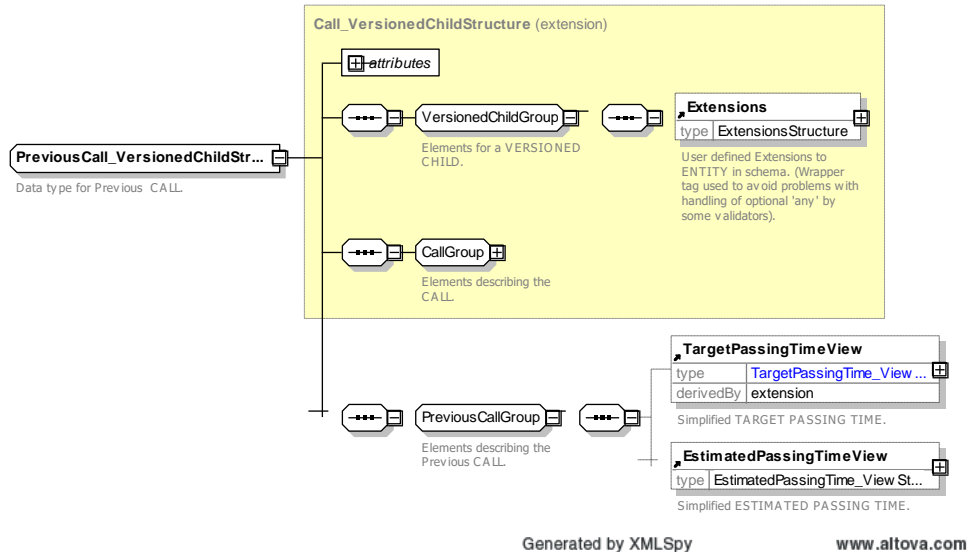 Call_VersionedChildStructure (extension)
attributes
VersionedChildGroup
Elements for a VERSIONED
CHILD.
Extensions
type ExtensionsStructure
User defined Extensions to
ENTITY in schema. (Wrapper
tag used to avoid problems with
handling of optional 'any' by
some validators).
PreviousCall_VersionedChildStr...
Data type for Previous CALL.
CallGroup
Elements describing the
CALL.
PreviousCallGroup
Elements describing the
Previous CALL.
TargetPassingTimeView
type TargetPassingTime_View ...
derivedBy extension
Simplified TARGET PASSING TIME.
EstimatedPassingTimeView
type EstimatedPassingTime_View St...
Simplified ESTIMATED PASSING TIME.
Generated by XMLSpy
www.altova.com